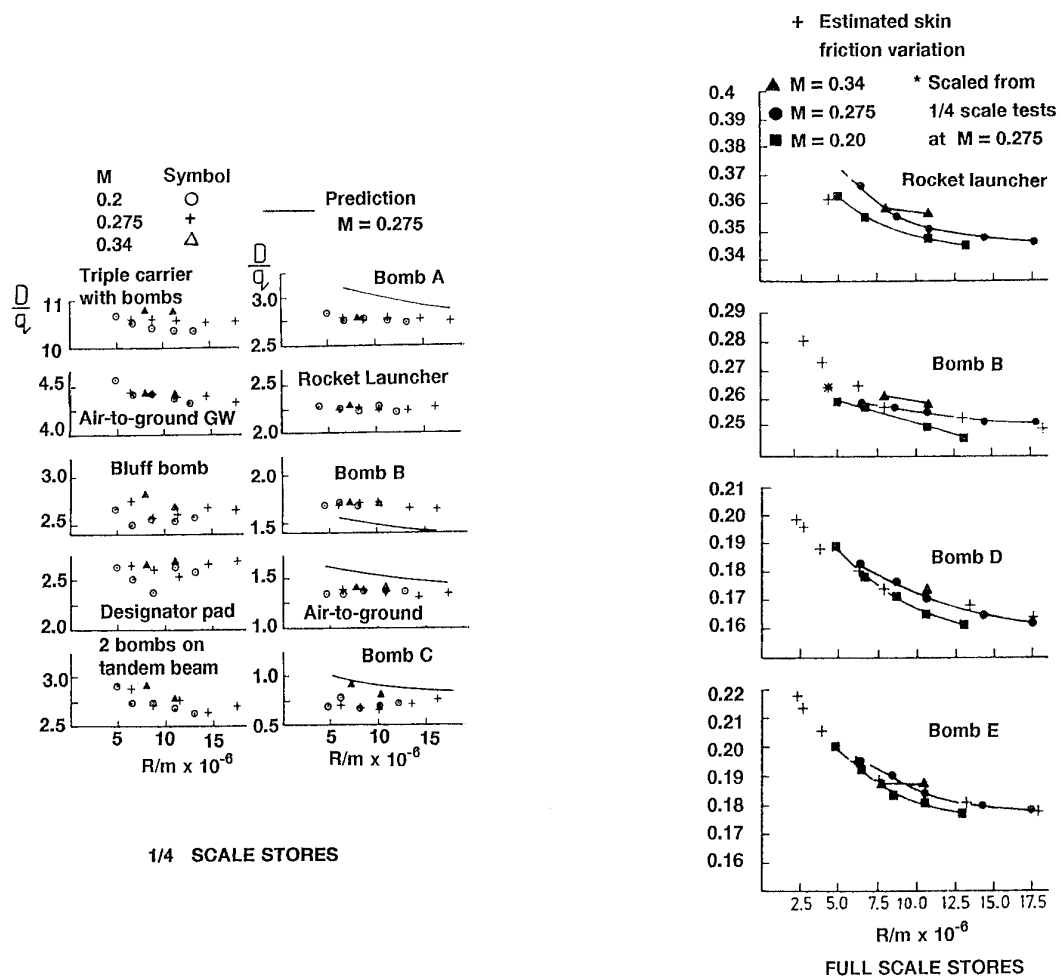 M Symbol
0.2
0.275
0.34
Prediction
M = 0.275
D/q
Triple carrier
with bombs
11
10
D/q
Bomb A
3.0
2.5
4.5
4.0
Air-to-ground GW
Rocket Launcher
2.5
2.0
Bluff bomb
3.0
2.5
Bomb B
2.0
1.5
2.5
2.0
Designator pad
1.5
1.0
Air-to-ground
2 bombs on
tandem beam
3.0
2.5
5 10 15
R/m x 10-6
Bomb C
1.0
0.5
5 10 15
R/m x 10-6
1/4 SCALE STORES
+ Estimated skin
friction variation
▲ M = 0.34 * Scaled from
● M = 0.275 1/4 scale tests
■ M = 0.20 at M = 0.275
Rocket launcher
0.4
0.39
0.38
0.37
0.36
0.35
0.34
Bomb B
0.29
0.28
0.27
0.26
0.25
Bomb D
0.21
0.20
0.19
0.18
0.17
0.16
Bomb E
0.22
0.21
0.20
0.19
0.18
0.17
0.16
2.5 5.0 7.5 10.0 12.5 15.0 17.5
R/m x 10-6
FULL SCALE STORES